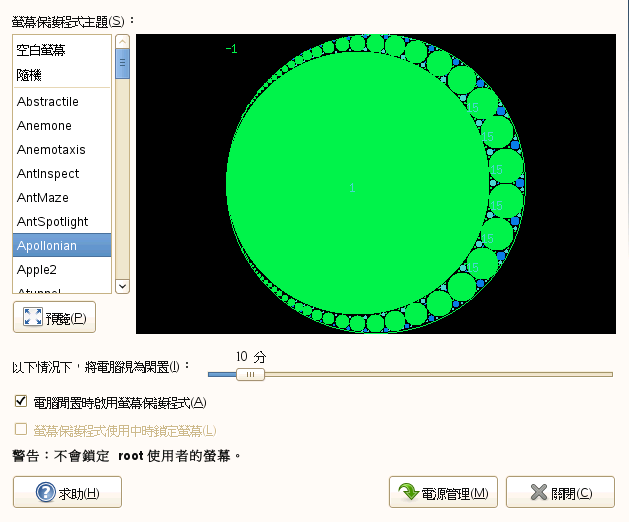 螢幕保護程式主題(S)：
空白螢幕
隨機
Abstractile
Anemone
Anemotaxis
AntInspect
AntMaze
AntSpotlight
Apollonian
Apple2
預覽(P)
-1
1
15
15
15
15
15
15
以下情況下，將電腦視為閑置(I)：
10 分
電腦閒置時啟用螢幕保護程式(A)
螢幕保護程式使用中時鎖定螢幕(L)
警告：不會鎖定 root 使用者的螢幕。
求助(H)
電源管理(M)
關閉(C)